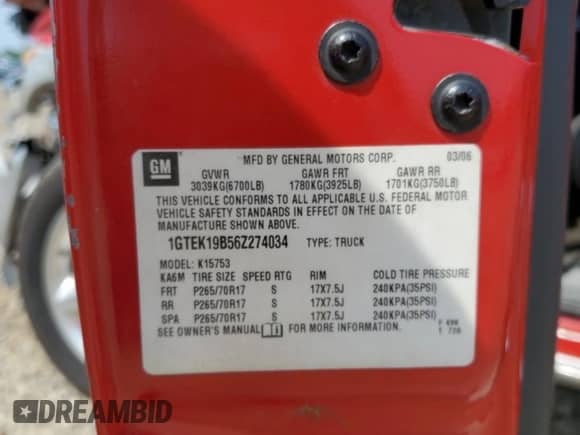 GM
MFD BY GENERAL MOTORS CORP. 03/06
GVWR GAWR FRT GAWR RR
3039KG(6700LB) 1780KG(3925LB) 1701KG(3750LB)
THIS VEHICLE CONFORMS TO ALL APPLICABLE U.S. FEDERAL MOTOR
VEHICLE SAFETY STANDARDS IN EFFECT ON THE DATE OF
MANUFACTURE SHOWN ABOVE.
1GTEK19B56Z274034 TYPE: TRUCK
MODEL: K15753
KA6M TIRE SIZE SPEED RTG RIM COLD TIRE PRESSURE
FRT P265/70R17 S 17X7.5J 240KPA(35PSI)
RR P265/70R17 S 17X7.5J 240KPA(35PSI)
SPA P265/70R17 S 17X7.5J 240KPA(35PSI)
SEE OWNER'S MANUAL FOR MORE INFORMATION.
DREAMBID